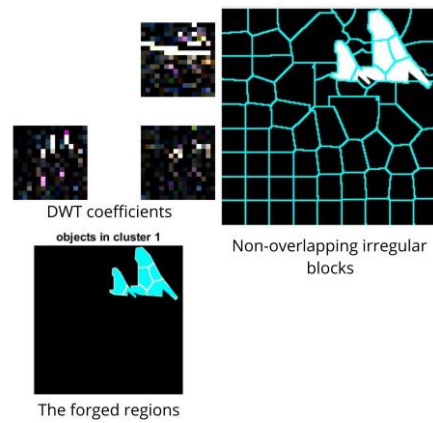 DWT coefficients
Non-overlapping irregular
blocks
objects in cluster 1
The forged regions